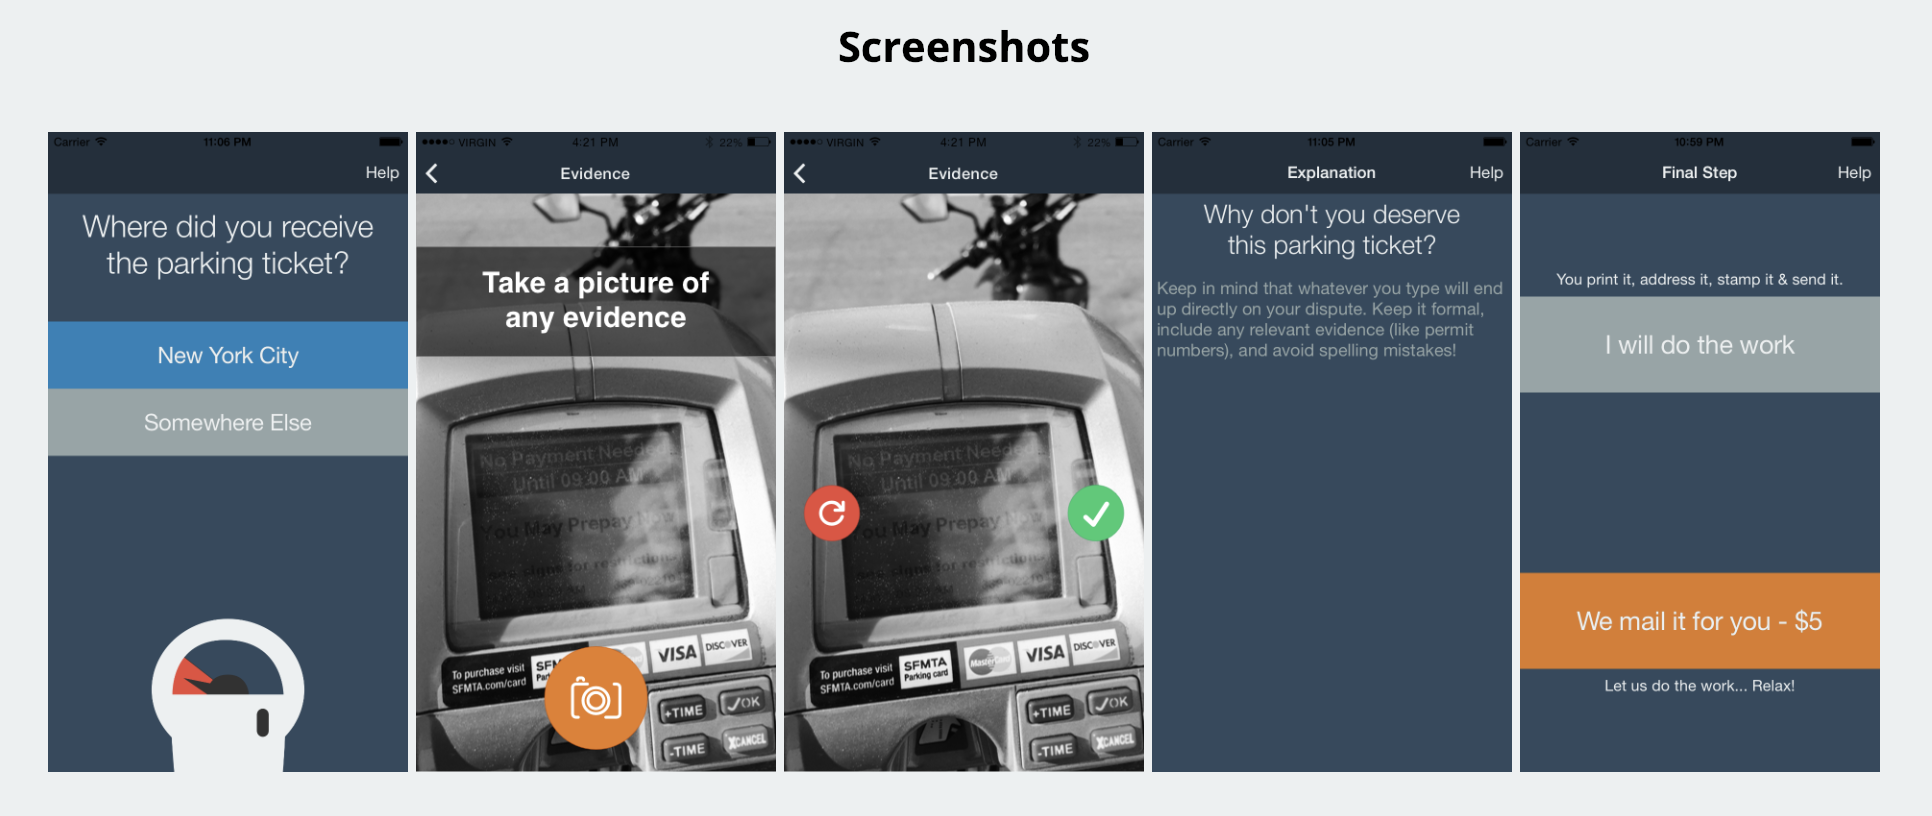 Screenshots
Carrier
11:06 PM
Help
Where did you receive
the parking ticket?
New York City
Somewhere Else
VIRGIN
4:21 PM
22%
Evidence
Take a picture of
any evidence
No Payment Needed
Until 09:00 AM
You May Prepay Now
for restrictions
To purchase visit
SFMTA.com/card
VISA
DISCOVER
+TIME
OK
-TIME
XCANCEL
VIRGIN
4:21 PM
22%
Evidence
No Payment Needed
Until 09:00 AM
You May Prepay Now
for restrictions
To purchase visit
SFMTA.com/card
SFMTA
Parking card
MasterCard
VISA
DISCOVER
+TIME
OK
-TIME
XCANCEL
Carrier
11:05 PM
Explanation
Help
Why don't you deserve
this parking ticket?
Keep in mind that whatever you type will end
up directly on your dispute. Keep it formal,
include any relevant evidence (like permit
numbers), and avoid spelling mistakes!
Carrier
10:59 PM
Final Step
Help
You print it, address it, stamp it & send it.
I will do the work
We mail it for you - $5
Let us do the work... Relax!